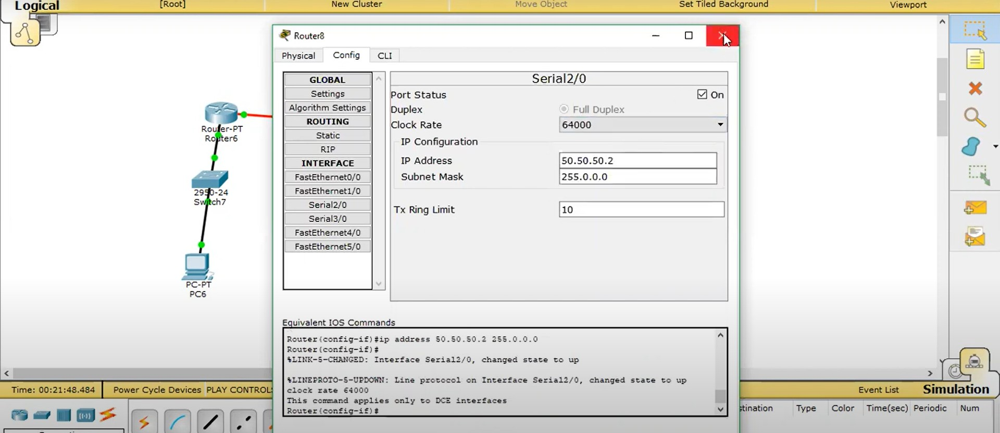 Logical
[Root]
New Cluster
Move Object
Set Tiled Background
Viewport
Router8
Physical
Config
CLI
GLOBAL
Settings
Algorithm Settings
ROUTING
Static
RIP
INTERFACE
FastEthernet0/0
FastEthernet1/0
Serial2/0
Serial3/0
FastEthernet4/0
FastEthernet5/0
Serial2/0
Port Status
On
Duplex
Full Duplex
Clock Rate
64000
IP Configuration
IP Address
50.50.50.2
Subnet Mask
255.0.0.0
Tx Ring Limit
10
Equivalent IOS Commands
Router(config-if)#ip address 50.50.50.2 255.0.0.0
Router(config-if)#
%LINK-5-CHANGED: Interface Serial2/0, changed state to up
%LINEPROTO-5-UPDOWN: Line protocol on Interface Serial2/0, changed state to up
clock rate 64000
This command applies only to DCE interfaces
Router(config-if)#
Router-PT
Router6
2950-24
Switch7
PC-PT
PC6
Time: 00:21:48.484
Power Cycle Devices
PLAY CONTROLS
Event List
Simulation
Type
Color
Time(sec)
Periodic
Num